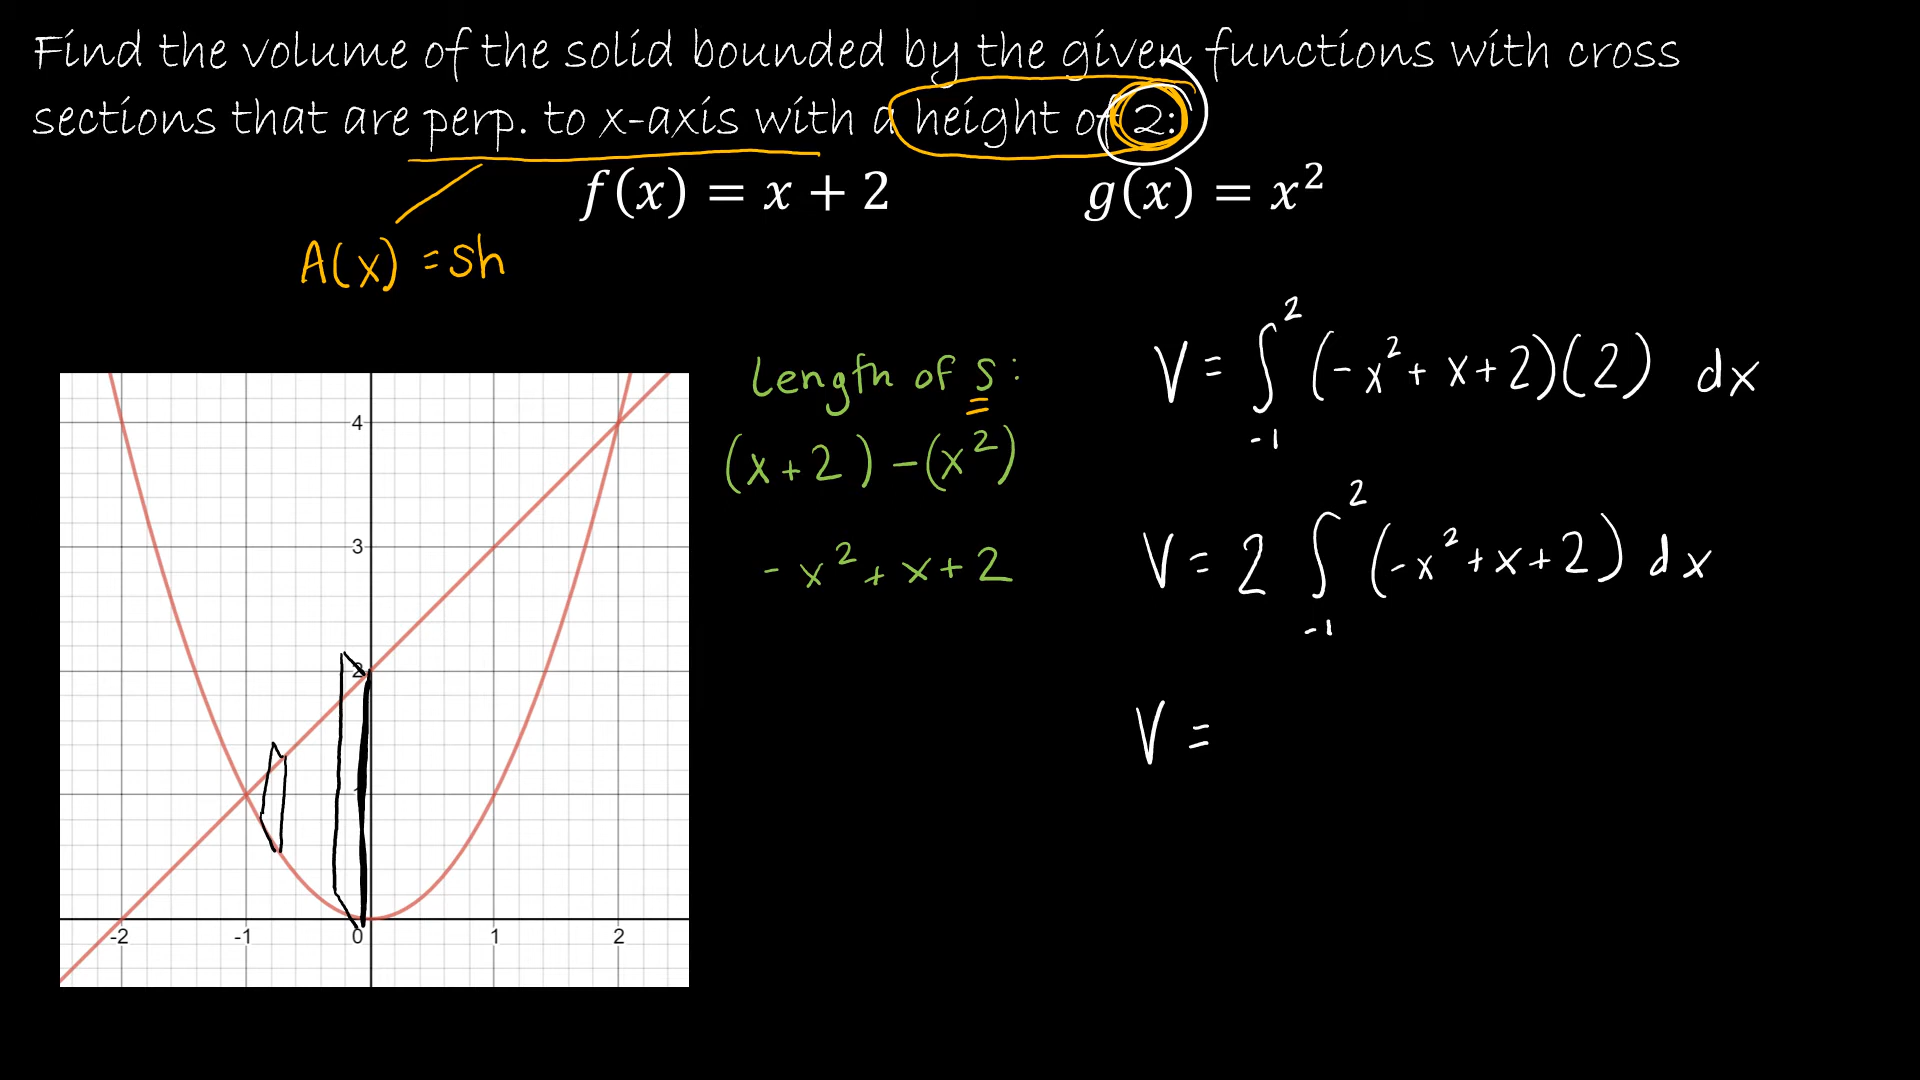 Find the volume of the solid bounded by the given functions with cross
sections that are perp. to x-axis with a height of 2:
f(x) = x + 2 g(x) = x²
A(x) = sh
Length of s:
(x+2) - (x²)
-x² + x + 2
V = ∫₋₁² (-x² + x + 2)(2) dx
V = 2 ∫₋₁² (-x² + x + 2) dx
V =
4
3
2
1
-2 -1 0 1 2